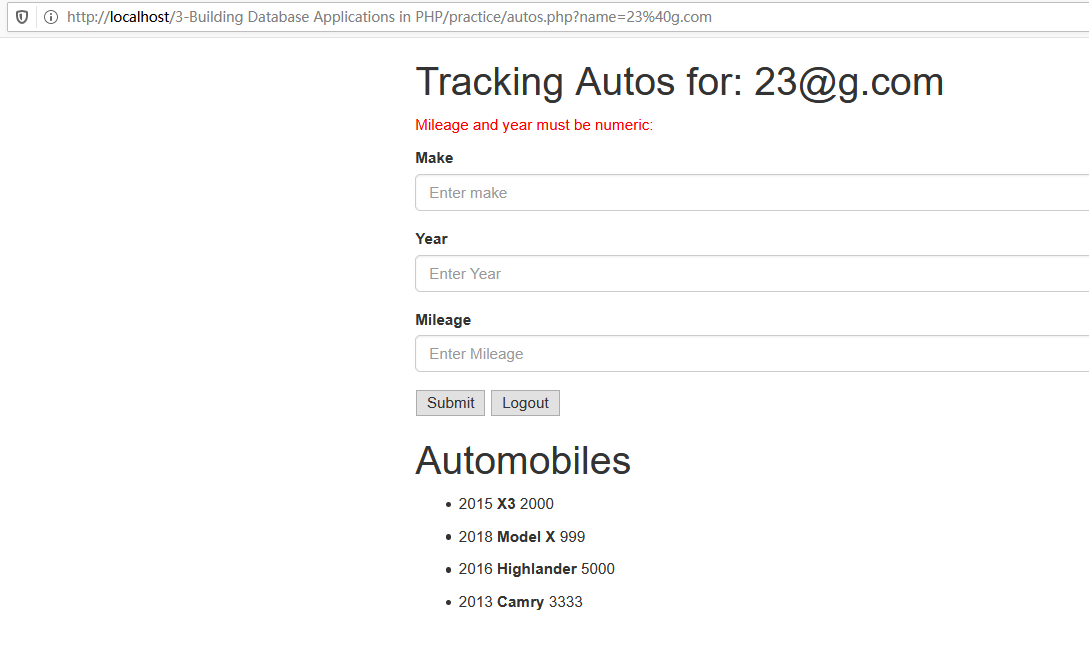 http://localhost/3-Building Database Applications in PHP/practice/autos.php?name=23%40g.com
Tracking Autos for: 23@g.com
Mileage and year must be numeric:
Make
Enter make
Year
Enter Year
Mileage
Enter Mileage
Submit Logout
Automobiles
• 2015 X3 2000
• 2018 Model X 999
• 2016 Highlander 5000
• 2013 Camry 3333